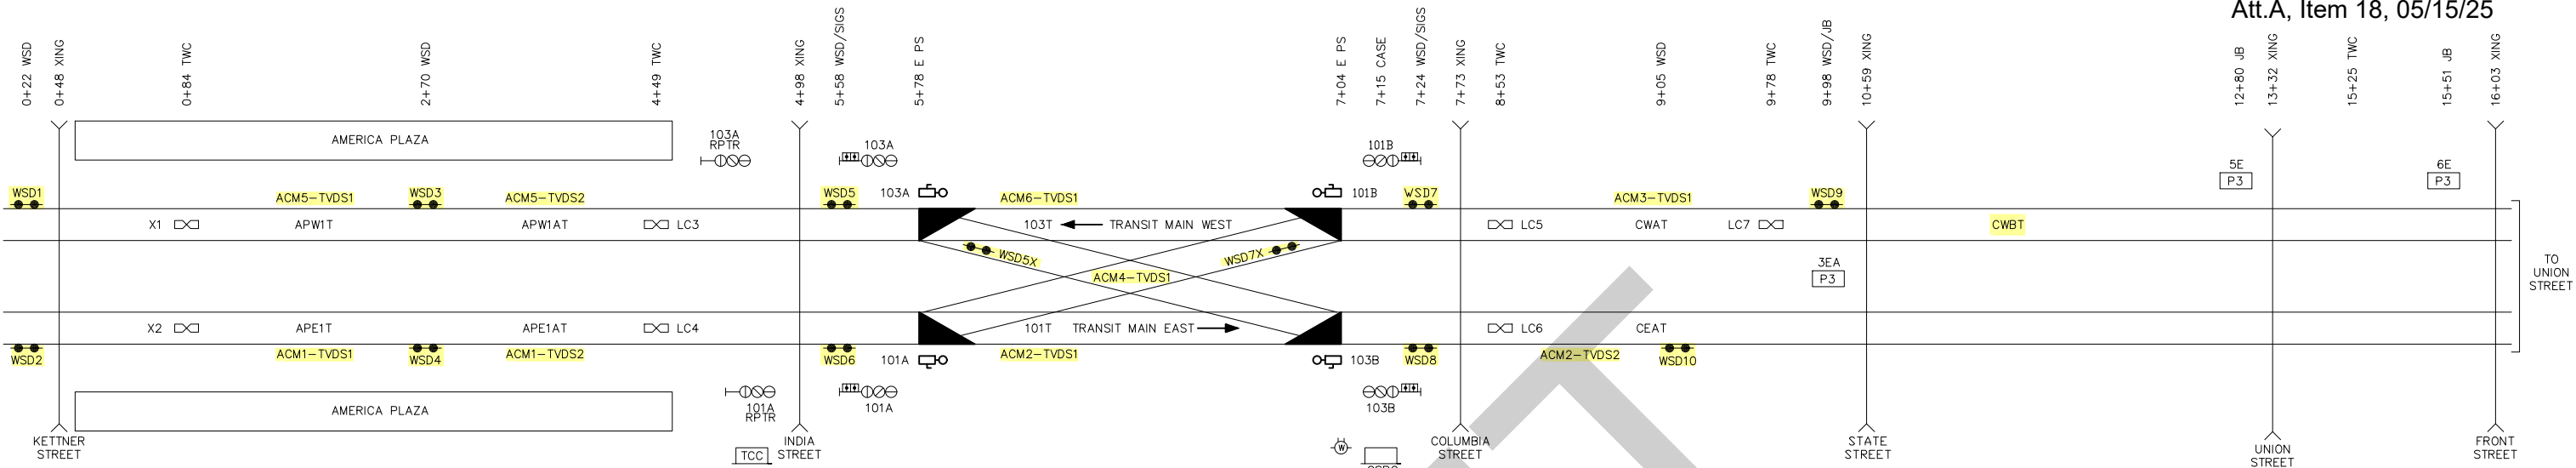 Att.A, Item 18, 05/15/25
0+22 WSD
0+48 XING
0+84 TWC
2+70 WSD
4+49 TWC
4+98 XING
5+58 WSD/SIGS
5+78 E PS
7+04 E PS
7+15 CASE
7+24 WSD/SIGS
7+73 XING
8+53 TWC
9+05 WSD
9+78 TWC
9+98 WSD/JB
10+59 XING
12+80 JB
13+32 XING
15+25 TWC
15+51 JB
16+03 XING
AMERICA PLAZA
103A
RPTR
103A
101B
5E
P3
6E
P3
WSD1
ACM5-TVDS1
WSD3
ACM5-TVDS2
WSD5
103A
ACM6-TVDS1
101B
WSD7
ACM3-TVDS1
WSD9
X1
APW1T
APW1AT
LC3
103T
TRANSIT MAIN WEST
LC5
CWAT
LC7
CWBT
WSD5X
WSD7X
ACM4-TVDS1
3EA
P3
TO
UNION
STREET
X2
APE1T
APE1AT
LC4
101T
TRANSIT MAIN EAST
LC6
CEAT
WSD2
ACM1-TVDS1
WSD4
ACM1-TVDS2
WSD6
101A
ACM2-TVDS1
103B
WSD8
ACM2-TVDS2
WSD10
AMERICA PLAZA
101A
RPTR
101A
103B
KETTNER
STREET
TCC
INDIA
STREET
W
COLUMBIA
STREET
STATE
STREET
UNION
STREET
FRONT
STREET